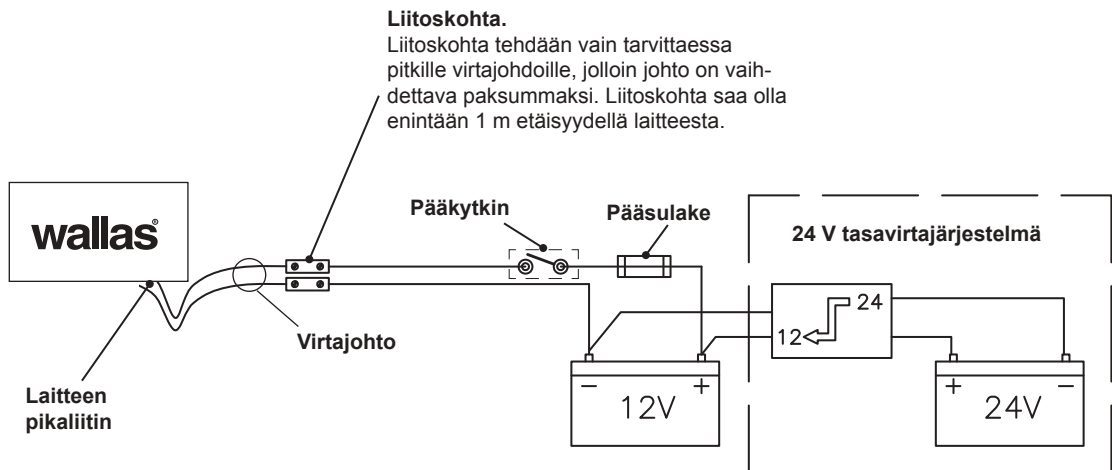 Liitoskohta.
Liitoskohta tehdään vain tarvittaessa
pitkille virtajohdoille, jolloin johto on vaih-
dettava paksummaksi. Liitoskohta saa olla
enintään 1 m etäisyydellä laitteesta.
wallas®
Pääkytkin
Pääsulake
24 V tasavirtajärjestelmä
Virtajohto
24
12
Laitteen
pikaliitin
− +
12V
+ −
24V